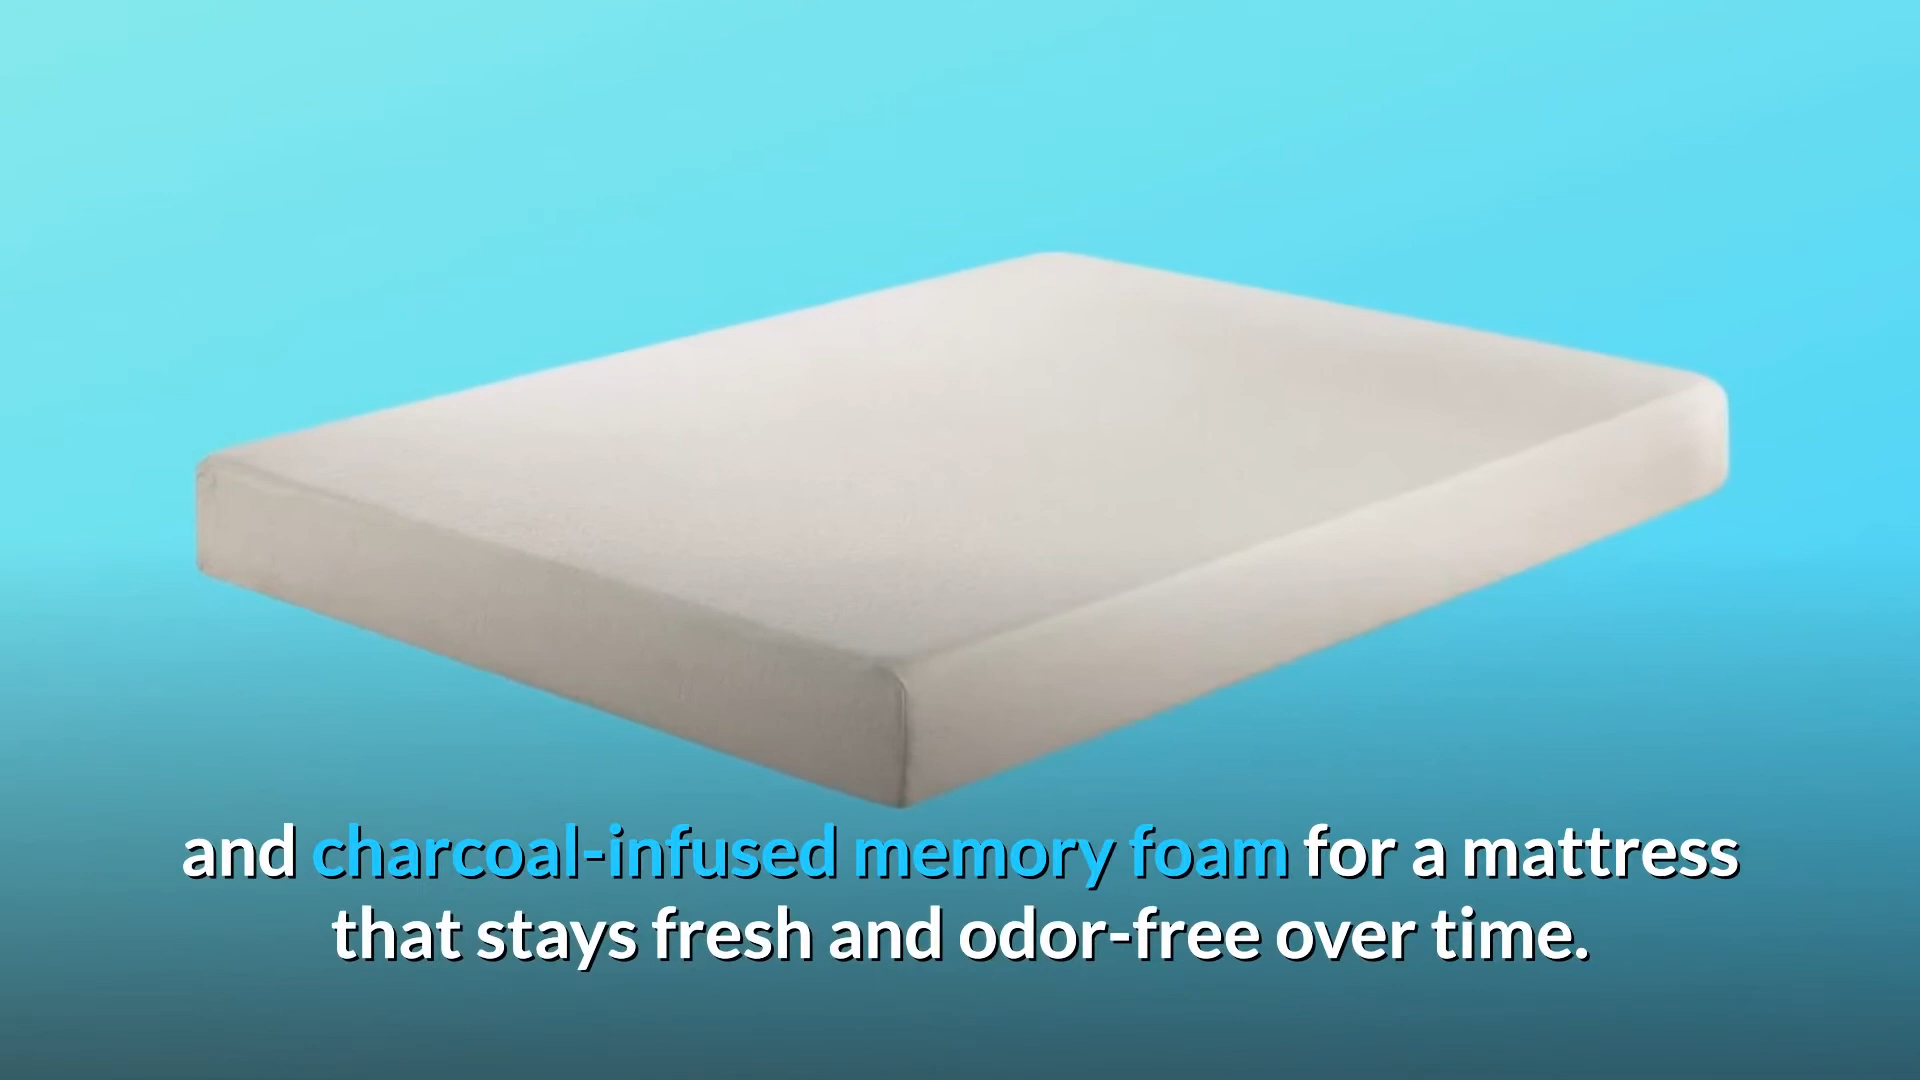 and charcoal-infused memory foam for a mattress
that stays fresh and odor-free over time.